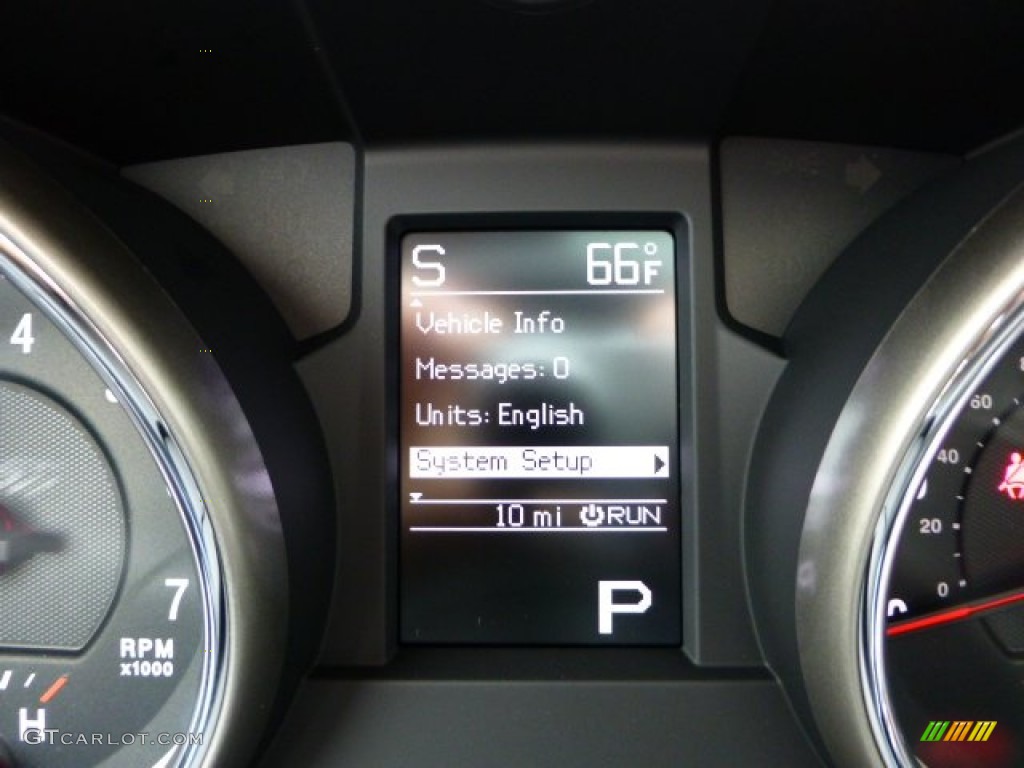 S 66°F
Vehicle Info
Messages: 0
Units: English
System Setup
10 mi RUN
P
4
7
RPM
x1000
H
60
40
20
0
GTCARLOT.COM